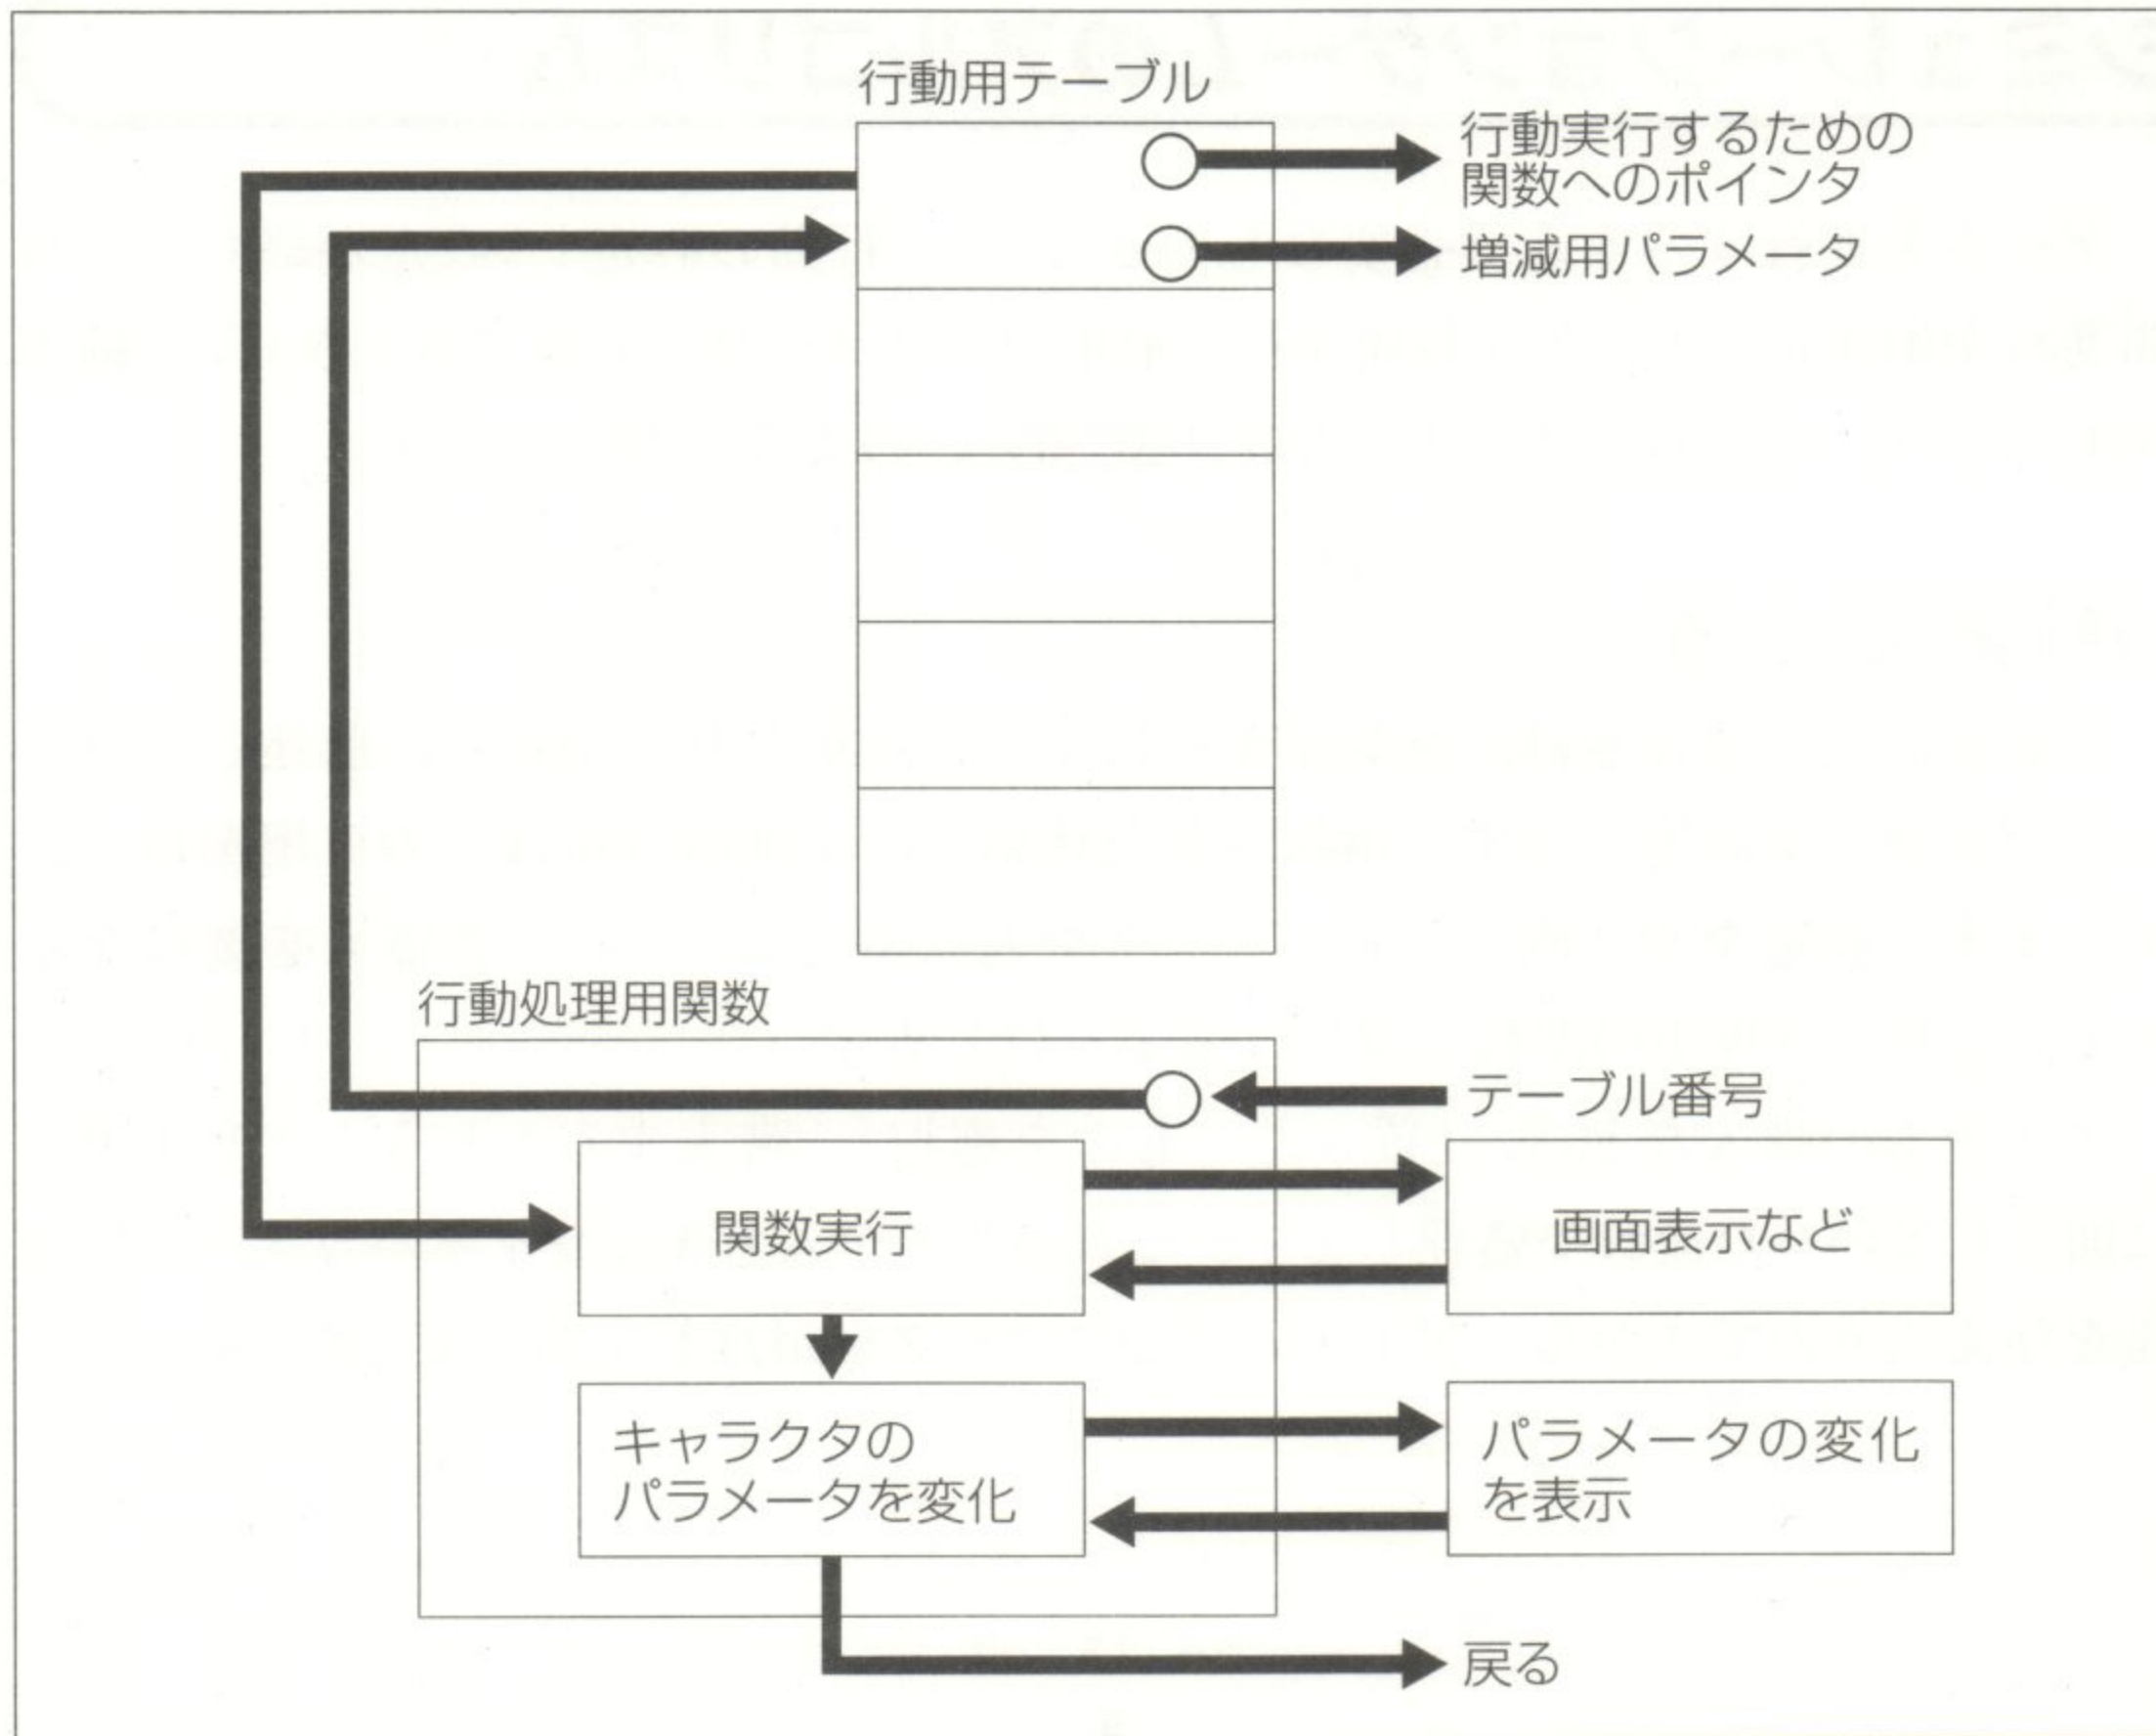 行動用テーブル
行動実行するための
関数へのポインタ
増減用パラメータ
行動処理用関数
テーブル番号
関数実行
画面表示など
キャラクタの
パラメータを変化
パラメータの変化
を表示
戻る